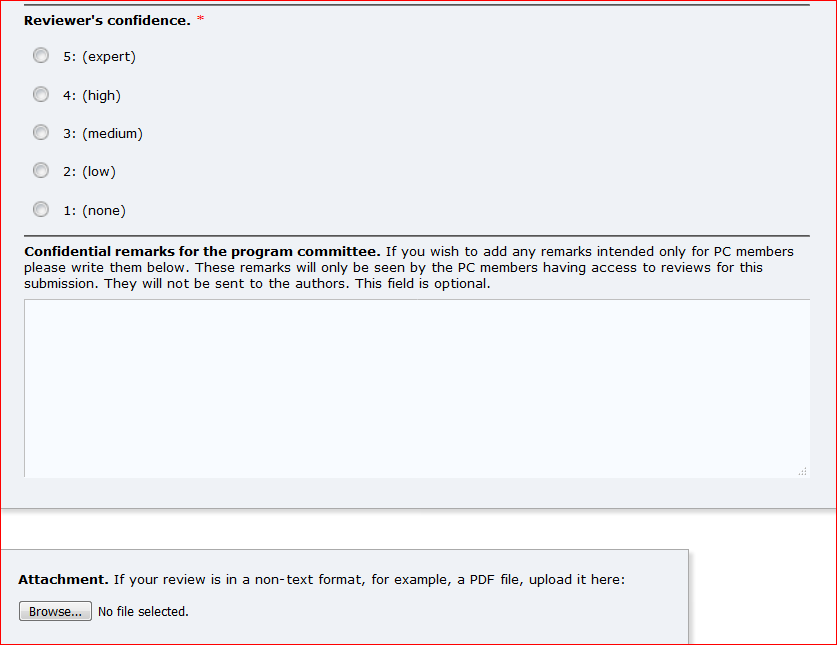 Reviewer's confidence. *
5: (expert)
4: (high)
3: (medium)
2: (low)
1: (none)
Confidential remarks for the program committee. If you wish to add any remarks intended only for PC members
please write them below. These remarks will only be seen by the PC members having access to reviews for this
submission. They will not be sent to the authors. This field is optional.
Attachment. If your review is in a non-text format, for example, a PDF file, upload it here:
Browse... No file selected.